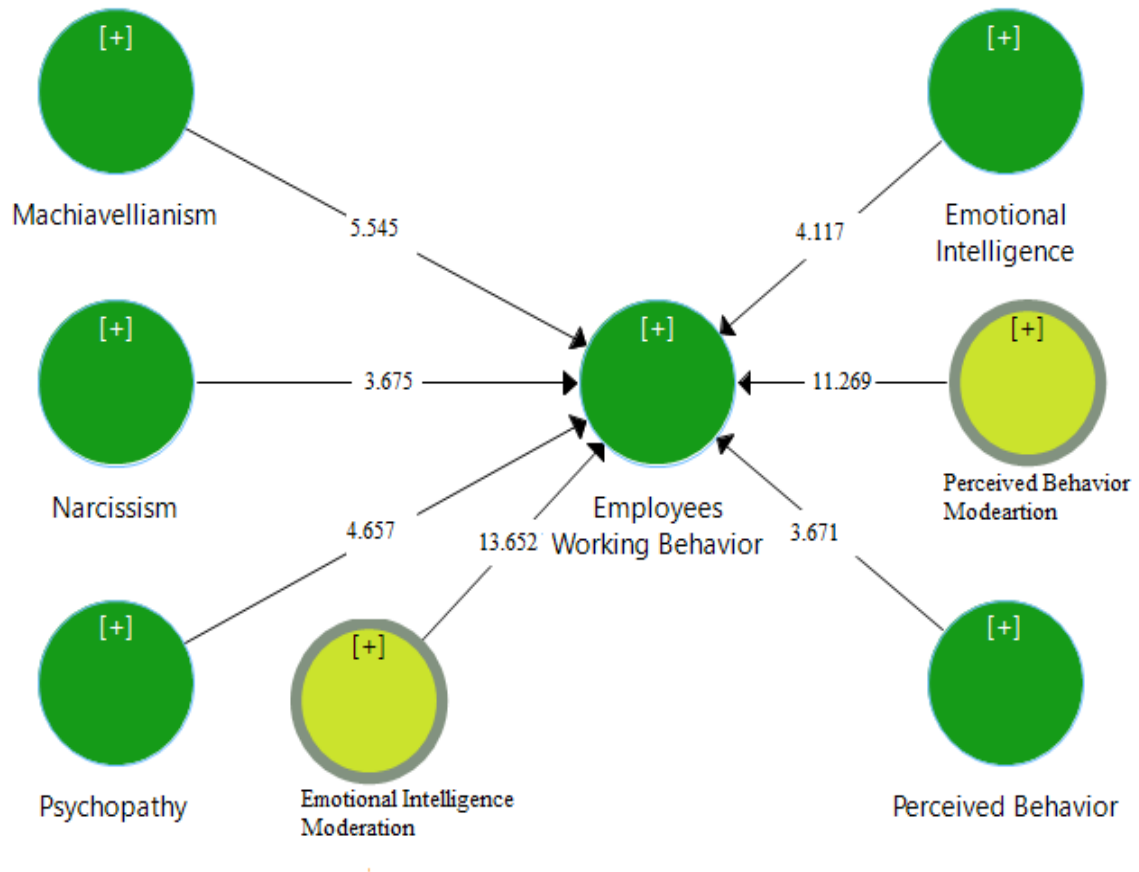 [+]
[+]
Machiavellianism
Emotional
Intelligence
5.545
4.117
[+]
[+]
[+]
3.675
11.269
Narcissism
Employees
Working Behavior
Perceived Behavior
Modeartion
4.657
13.652
3.671
[+]
[+]
[+]
Psychopathy
Emotional Intelligence
Moderation
Perceived Behavior